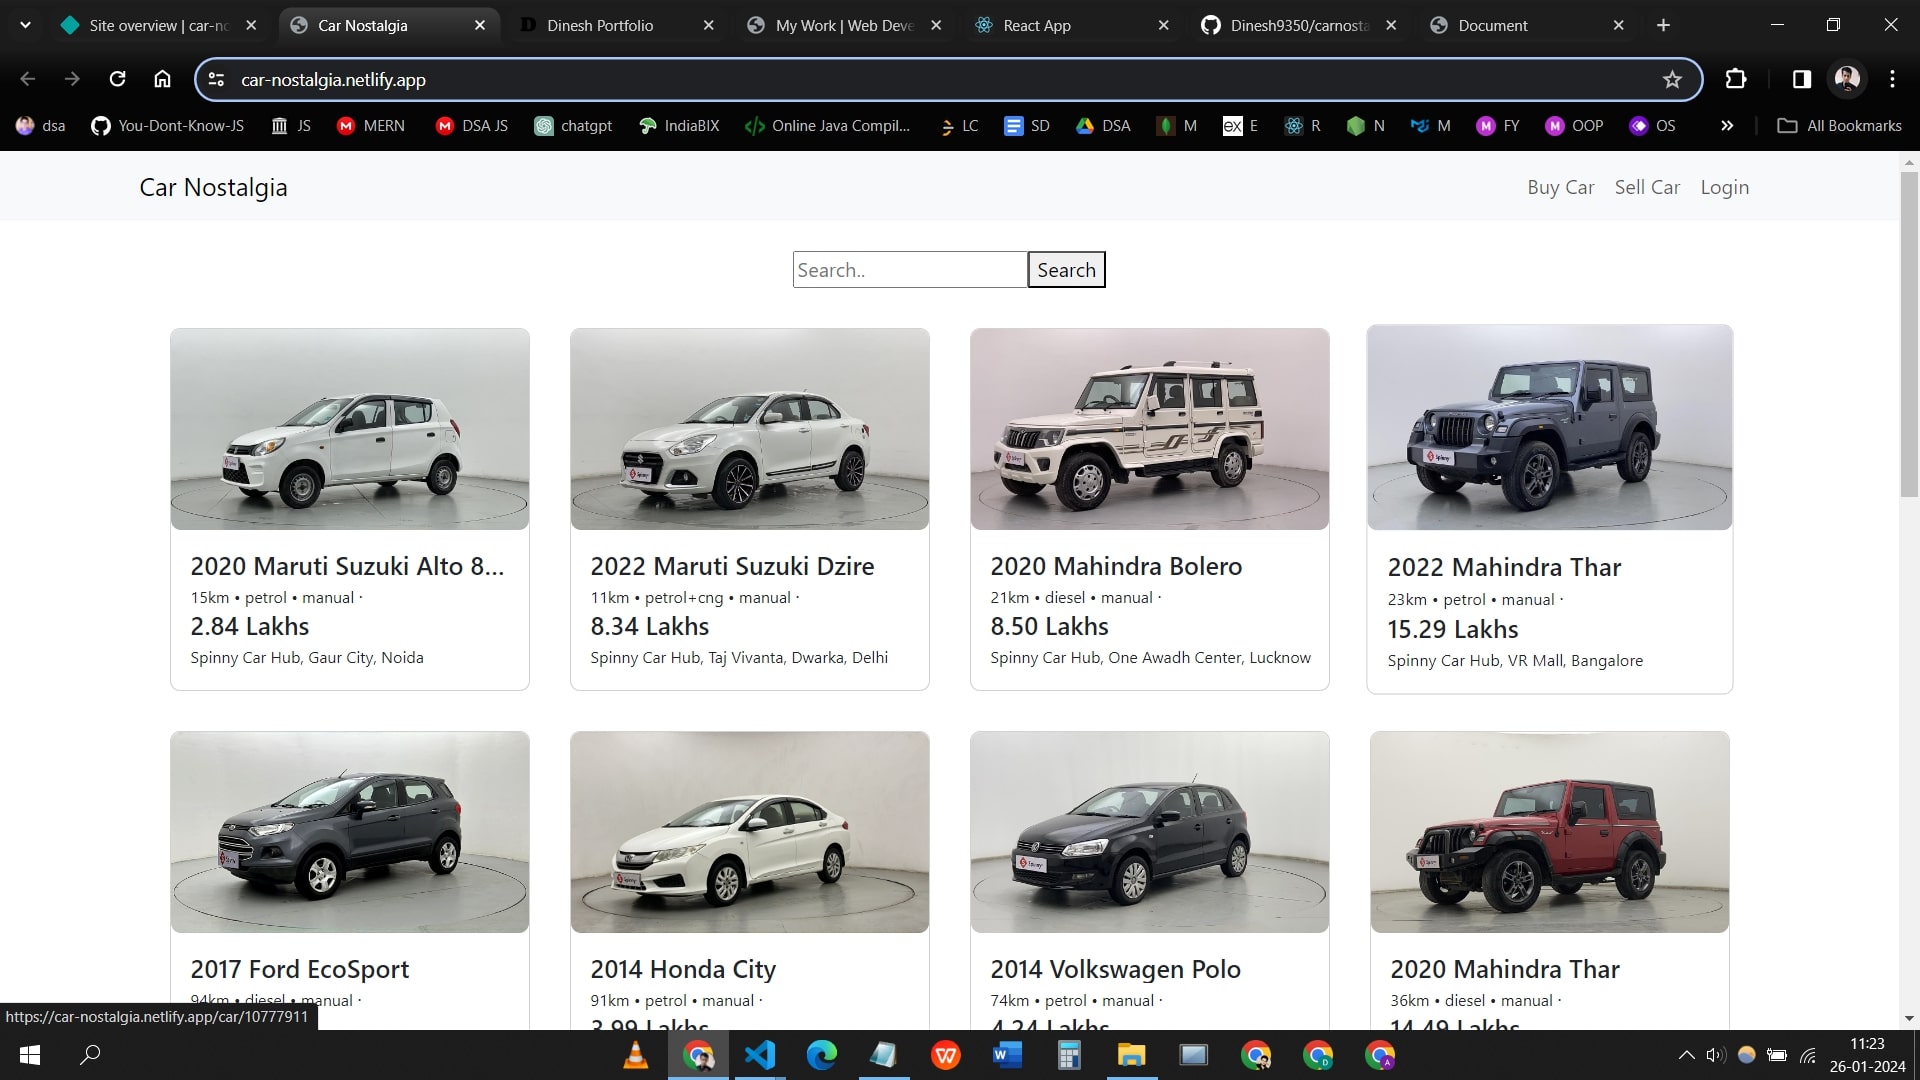 Site overview | car-no
Car Nostalgia
Dinesh Portfolio
My Work | Web Deve
React App
Dinesh9350/carnosta
Document
car-nostalgia.netlify.app
dsa
You-Dont-Know-JS
JS
MERN
DSA JS
chatgpt
IndiaBIX
Online Java Compil...
LC
SD
DSA
M
ex E
R
N
M
FY
OOP
OS
All Bookmarks
Car Nostalgia
Buy Car Sell Car Login
Search.. Search
2020 Maruti Suzuki Alto 8...
15km • petrol • manual ·
2.84 Lakhs
Spinny Car Hub, Gaur City, Noida
2022 Maruti Suzuki Dzire
11km • petrol+cng • manual ·
8.34 Lakhs
Spinny Car Hub, Taj Vivanta, Dwarka, Delhi
2020 Mahindra Bolero
21km • diesel • manual ·
8.50 Lakhs
Spinny Car Hub, One Awadh Center, Lucknow
2022 Mahindra Thar
23km • petrol • manual ·
15.29 Lakhs
Spinny Car Hub, VR Mall, Bangalore
2017 Ford EcoSport
94km • diesel • manual ·
2014 Honda City
91km • petrol • manual ·
3.99 Lakhs
2014 Volkswagen Polo
74km • petrol • manual ·
4.24 Lakhs
2020 Mahindra Thar
36km • diesel • manual ·
14.49 Lakhs
https://car-nostalgia.netlify.app/car/10777911
11:23
26-01-2024